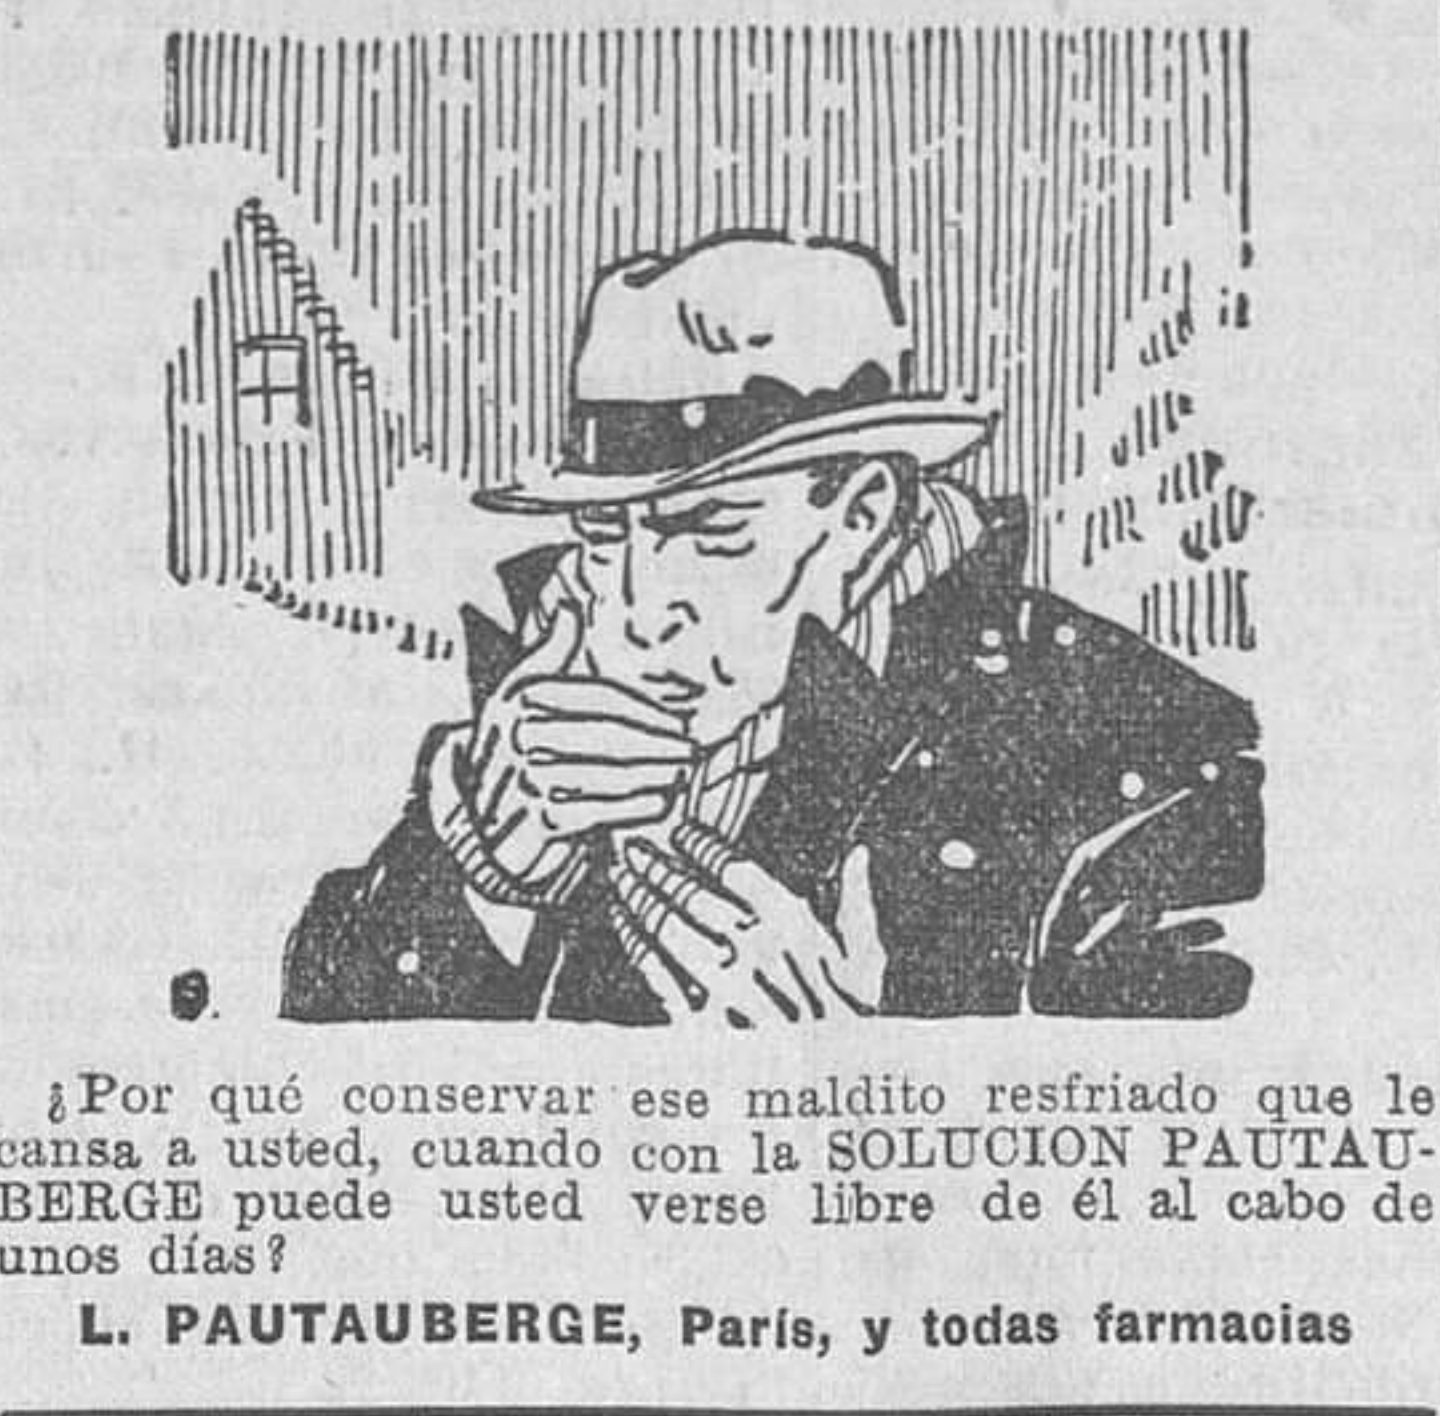 ¿Por qué conservar ese maldito resfriado que le
cansa a usted, cuando con la SOLUCION PAUTAU-
BERGE puede usted verse libre de él al cabo de
unos días?
L. PAUTAUBERGE, París, y todas farmacias